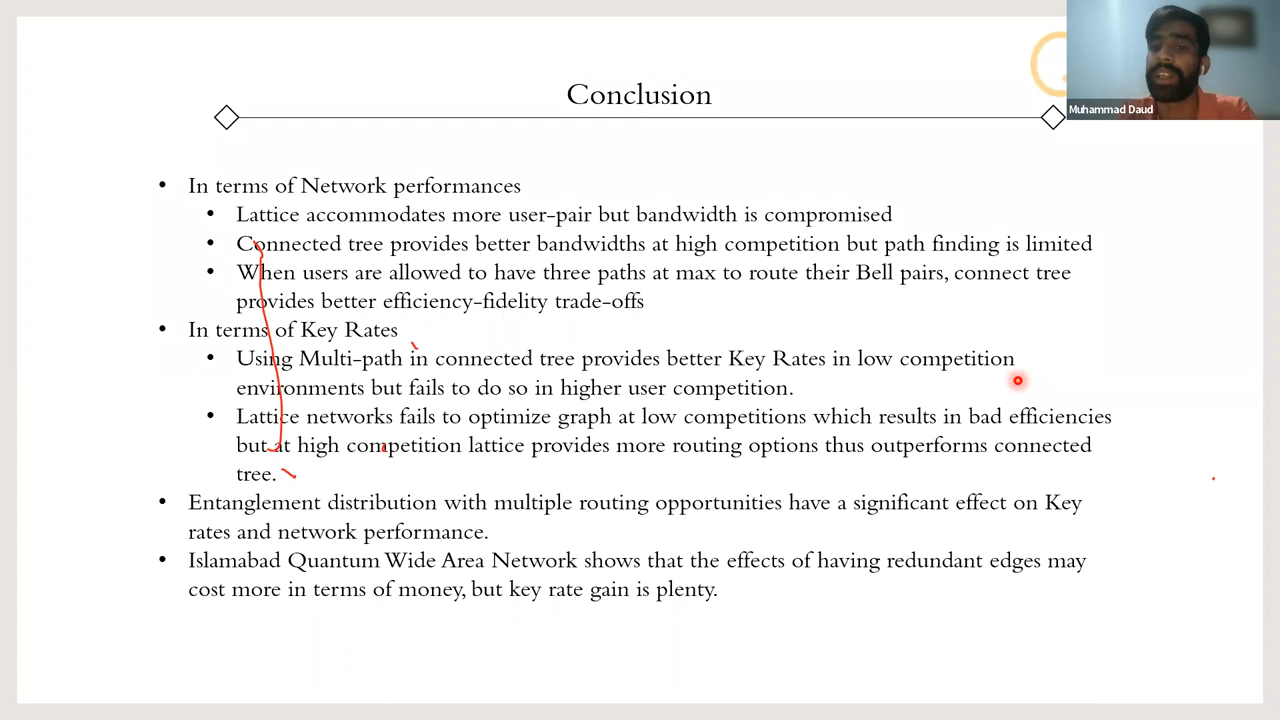 Conclusion
Muhammad Daud
• In terms of Network performances
• Lattice accommodates more user-pair but bandwidth is compromised
• Connected tree provides better bandwidths at high competition but path finding is limited
• When users are allowed to have three paths at max to route their Bell pairs, connect tree
provides better efficiency-fidelity trade-offs
• In terms of Key Rates
• Using Multi-path in connected tree provides better Key Rates in low competition
environments but fails to do so in higher user competition.
• Lattice networks fails to optimize graph at low competitions which results in bad efficiencies
but at high competition lattice provides more routing options thus outperforms connected
tree.
• Entanglement distribution with multiple routing opportunities have a significant effect on Key
rates and network performance.
• Islamabad Quantum Wide Area Network shows that the effects of having redundant edges may
cost more in terms of money, but key rate gain is plenty.